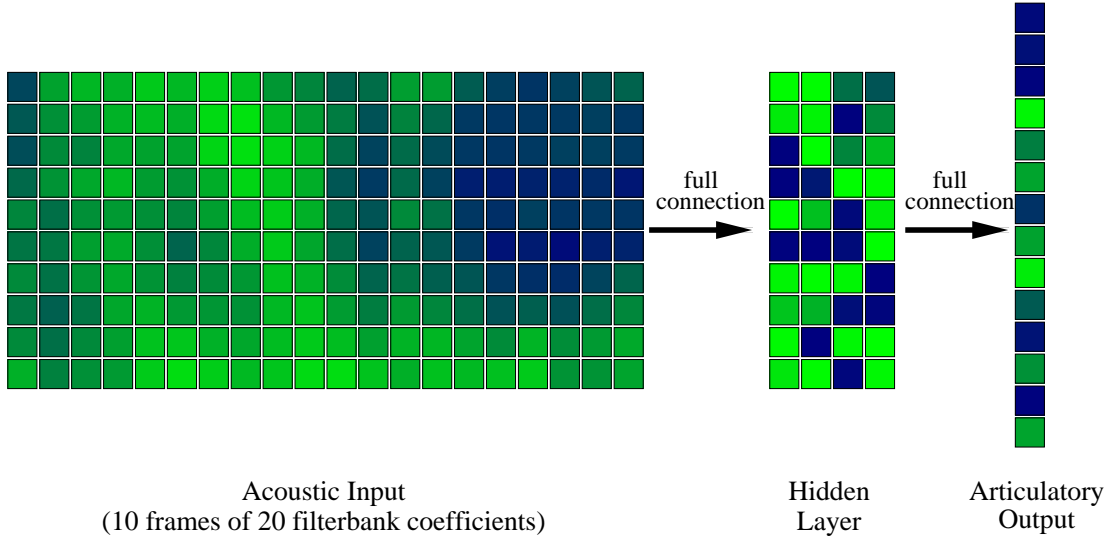 full
connection
full
connection
Acoustic Input
(10 frames of 20 filterbank coefficients)
Hidden
Layer
Articulatory
Output